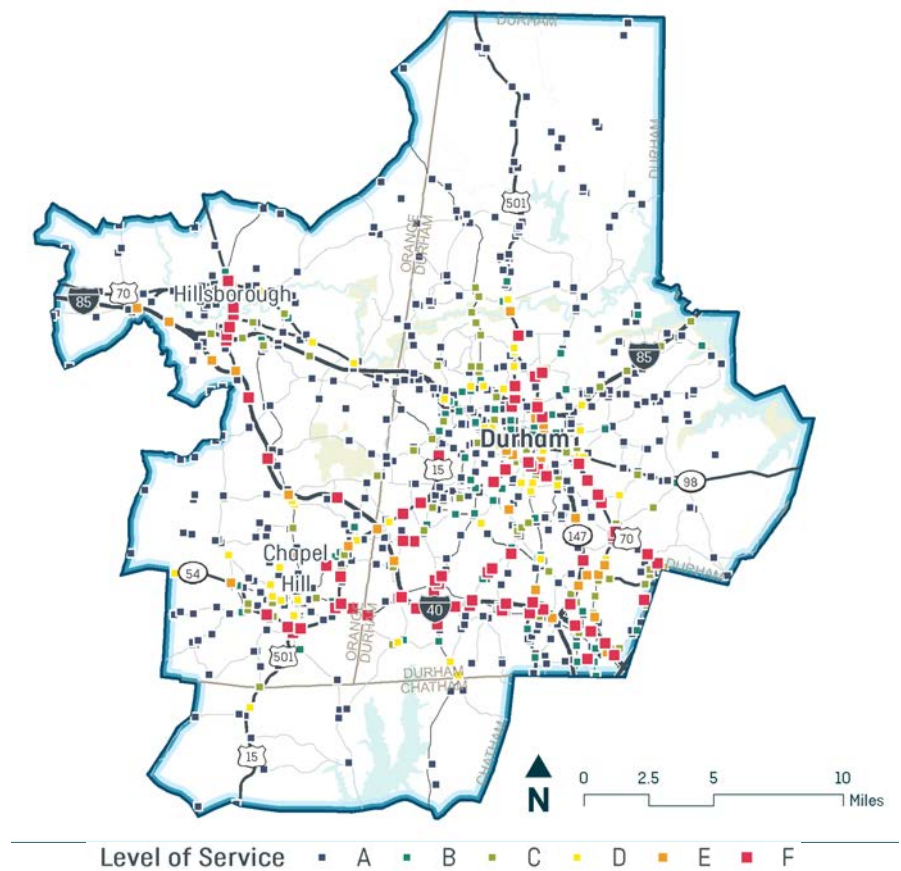 DURHAM
DURHAM
501
ORANGE
DURHAM
70
Hillsborough
85
85
Durham
15
98
147
70
Chapel
Hill
54
DURHAM
40
ORANGE
DURHAM
501
DURHAM
CHATHAM
15
CHATHAM
N
0 2.5 5 10
Miles
Level of Service A B C D E F